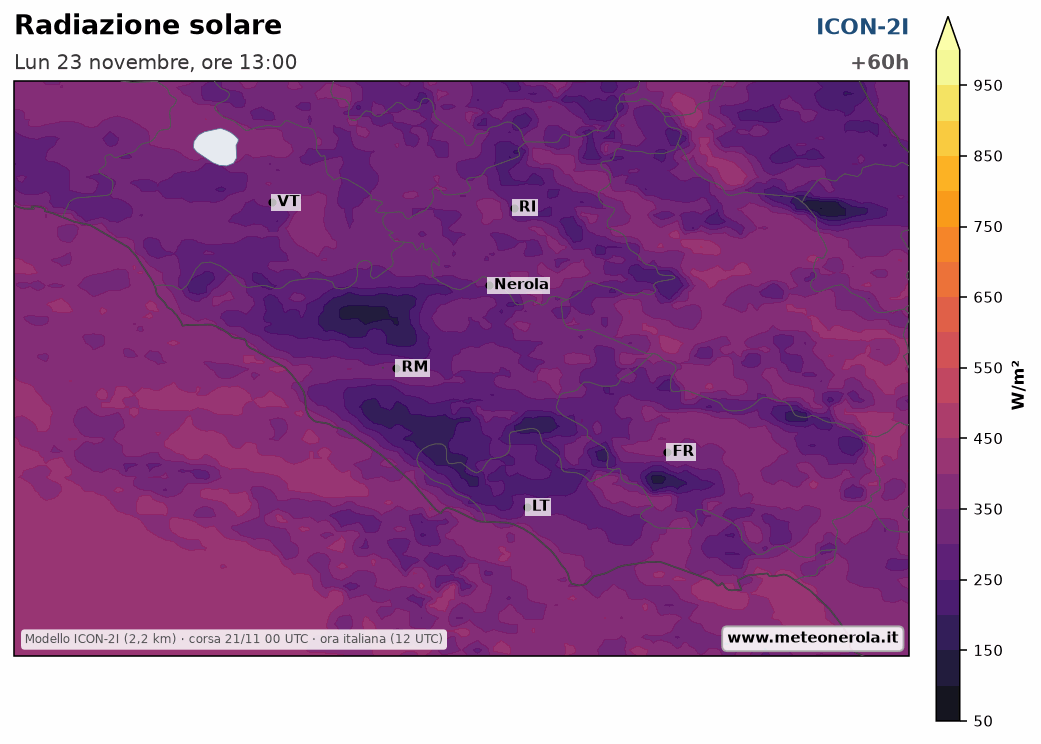 Radiazione solare
ICON-2I
Lun 23 novembre, ore 13:00
+60h
VT
RI
Nerola
RM
FR
LT
950
850
750
650
550
450
350
250
150
50
W/m²
Modello ICON-2I (2,2 km) · corsa 21/11 00 UTC · ora italiana (12 UTC)
www.meteonerola.it